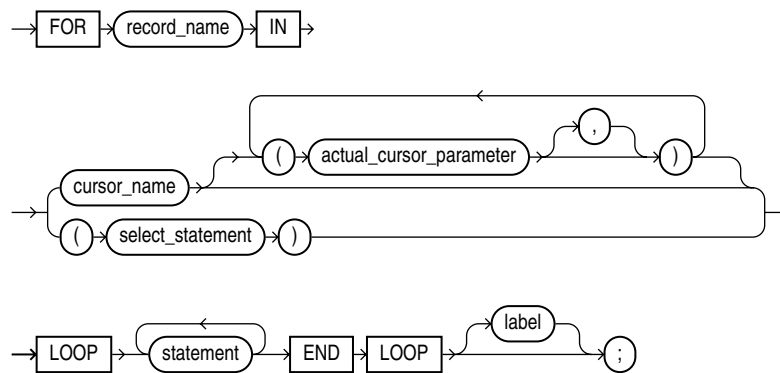 FOR record_name IN
( actual_cursor_parameter , )
cursor_name
( select_statement )
LOOP statement END LOOP label ;